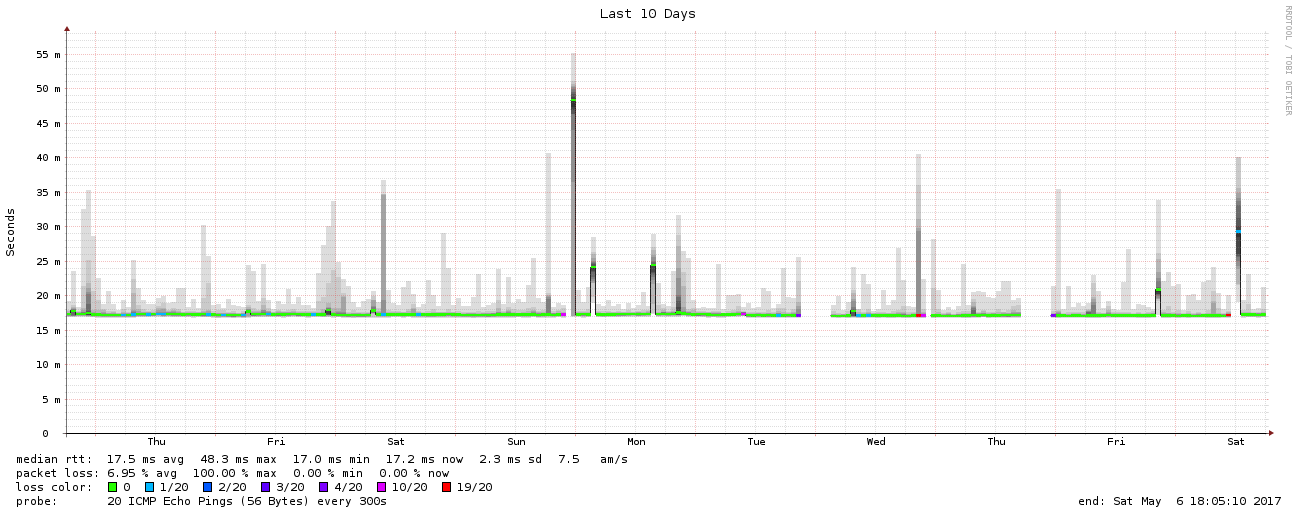 Last 10 Days
RRDTOOL / TOBI OETIKER
Seconds
55 m
50 m
45 m
40 m
35 m
30 m
25 m
20 m
15 m
10 m
5 m
0
Thu Fri Sat Sun Mon Tue Wed Thu Fri Sat
median rtt: 17.5 ms avg 48.3 ms max 17.0 ms min 17.2 ms now 2.3 ms sd 7.5 am/s
packet loss: 6.95 % avg 100.00 % max 0.00 % min 0.00 % now
loss color: 0 1/20 2/20 3/20 4/20 10/20 19/20
probe: 20 ICMP Echo Pings (56 Bytes) every 300s end: Sat May 6 18:05:10 2017